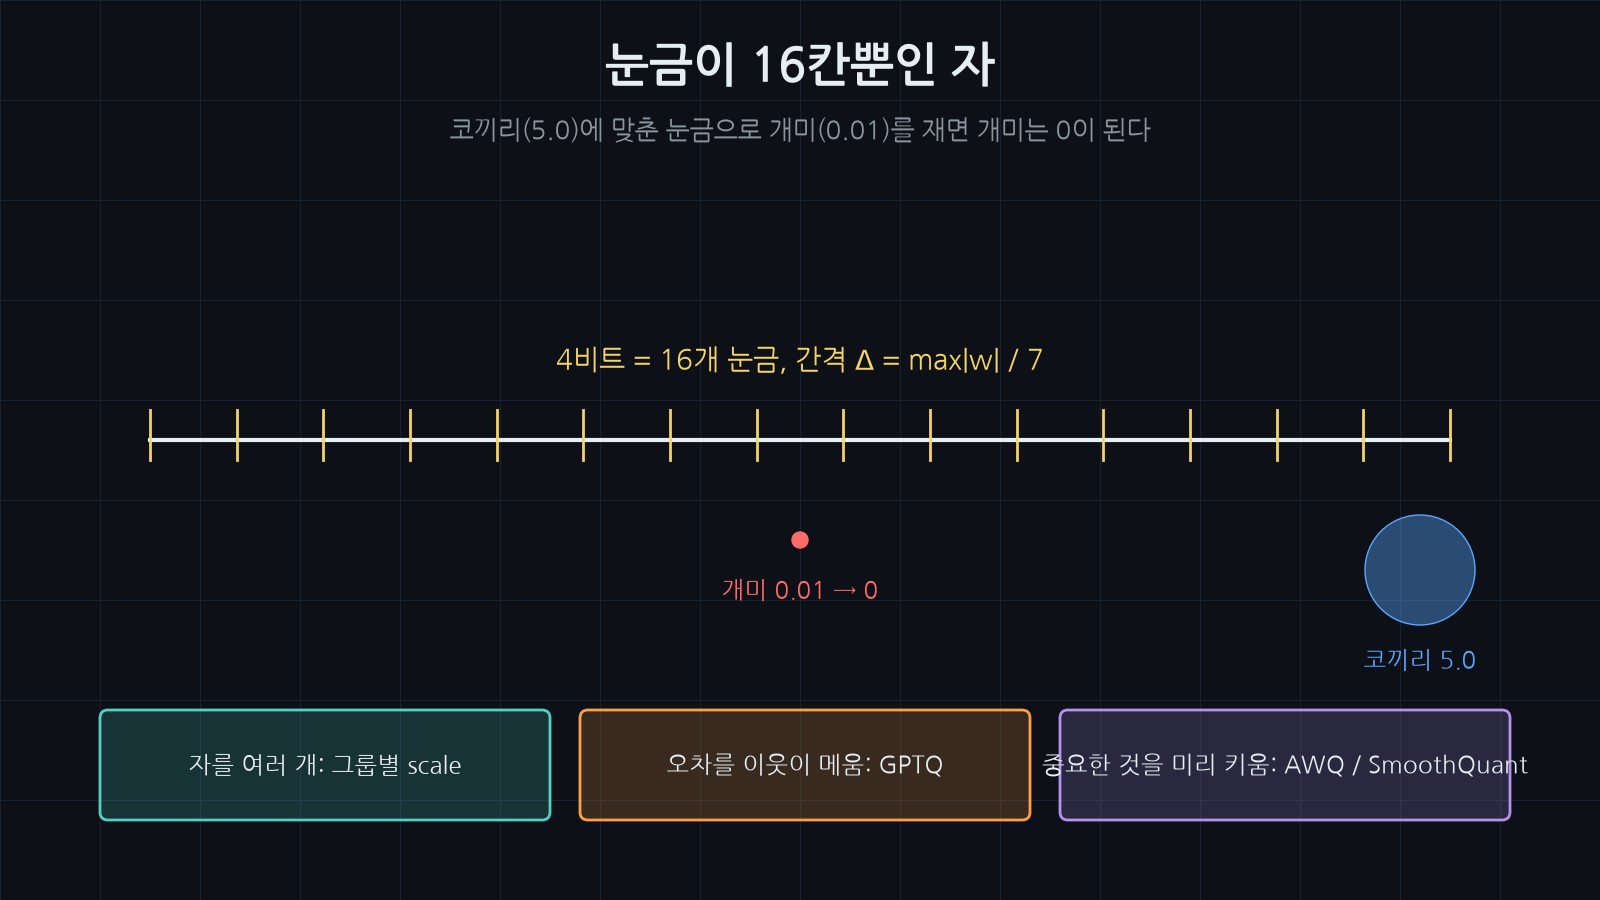 눈금이 16칸뿐인 자
코끼리(5.0)에 맞춘 눈금으로 개미(0.01)를 재면 개미는 0이 된다
4비트 = 16개 눈금, 간격 Δ = max|w| / 7
개미 0.01 → 0
코끼리 5.0
자를 여러 개: 그룹별 scale
오차를 이웃이 메움: GPTQ
중요한 것을 미리 키움: AWQ / SmoothQuant